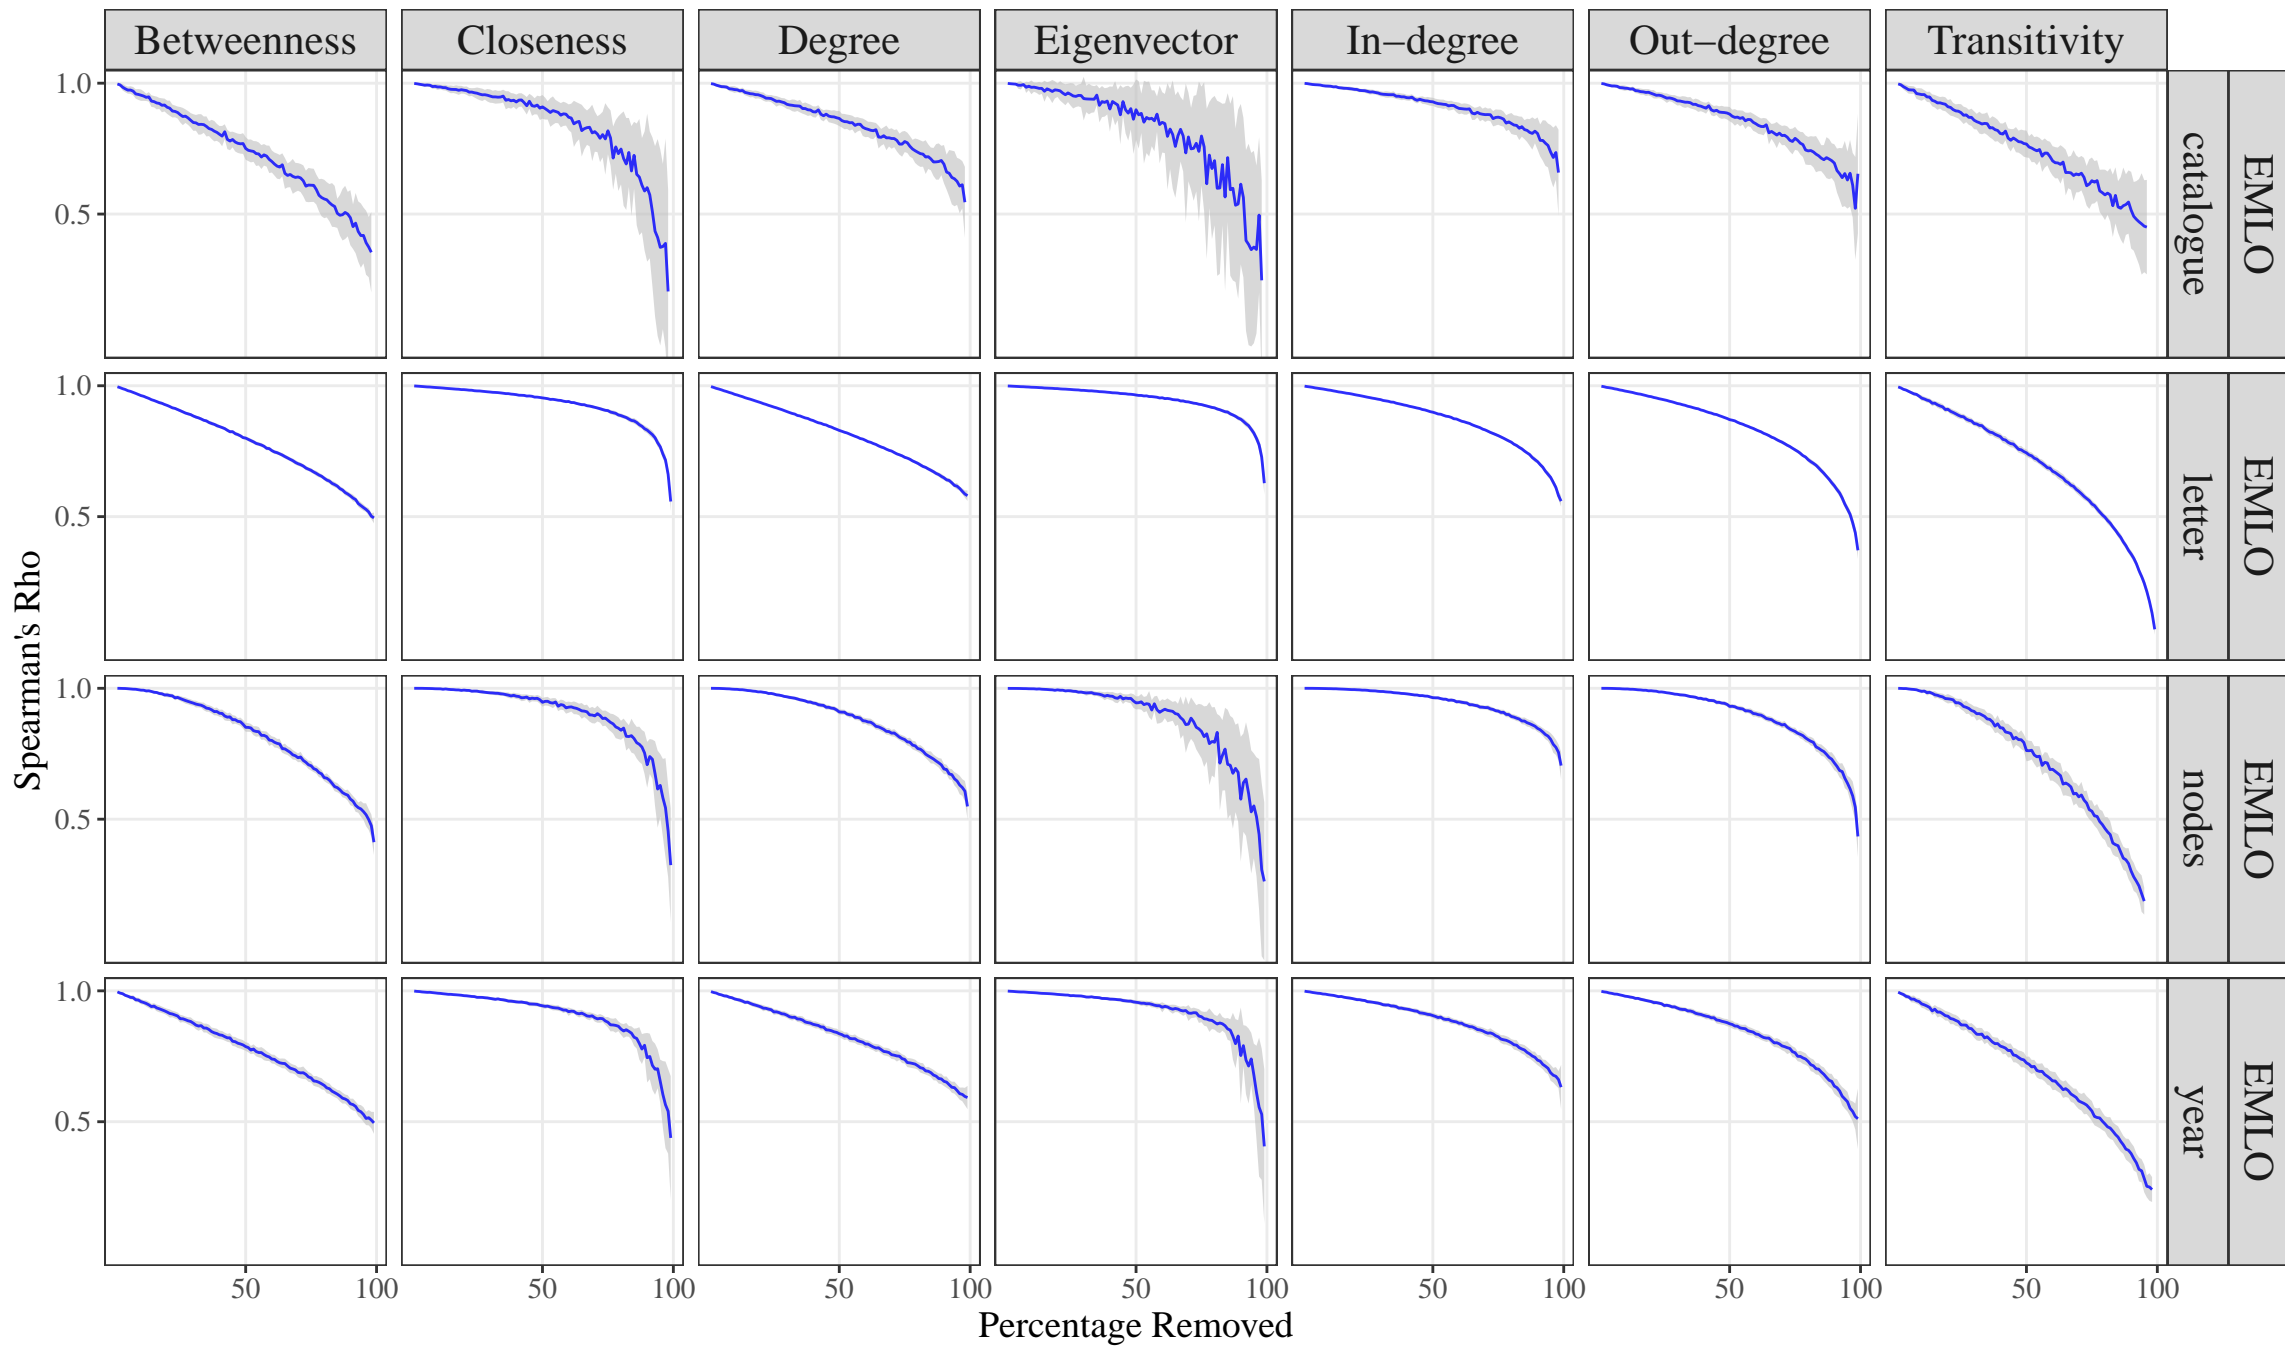 Betweenness Closeness Degree Eigenvector In−degree Out−degree Transitivity
1.0
0.5
catalogue
EMLO
1.0
0.5
letter
EMLO
1.0
0.5
nodes
EMLO
1.0
0.5
year
EMLO
Spearman's Rho
50 100 50 100 50 100 50 100 50 100 50 100 50 100
Percentage Removed